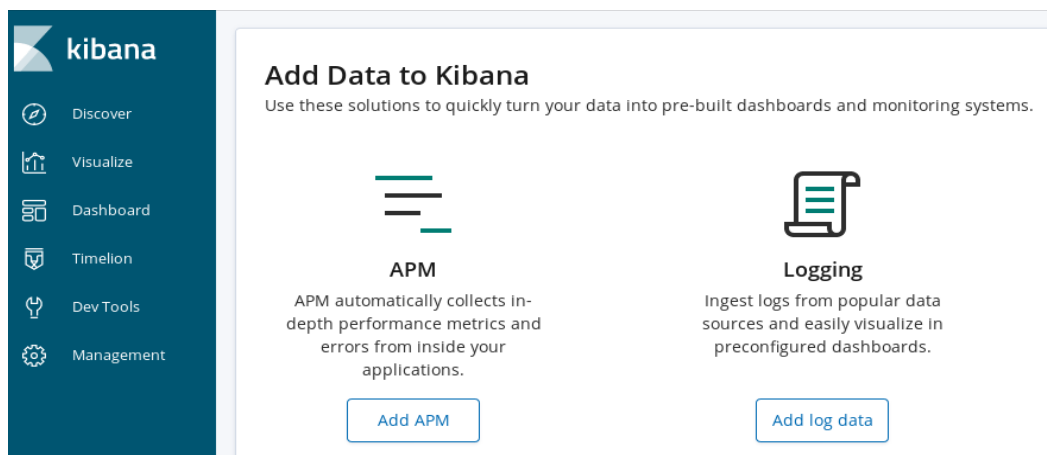 kibana
Discover
Visualize
Dashboard
Timelion
Dev Tools
Management
Add Data to Kibana
Use these solutions to quickly turn your data into pre-built dashboards and monitoring systems.
APM
APM automatically collects in-
depth performance metrics and
errors from inside your
applications.
Add APM
Logging
Ingest logs from popular data
sources and easily visualize in
preconfigured dashboards.
Add log data